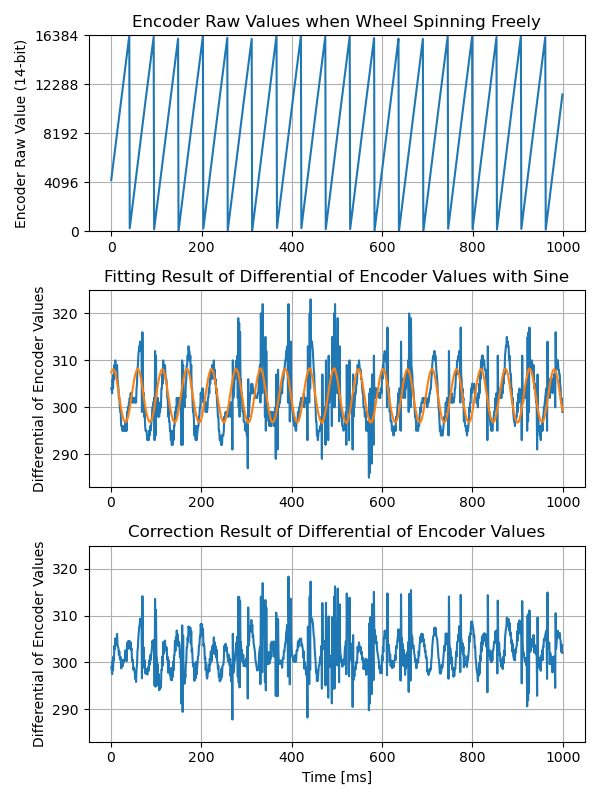 Encoder Raw Values when Wheel Spinning Freely
Encoder Raw Value (14-bit)
16384
12288
8192
4096
0
0 200 400 600 800 1000
Fitting Result of Differential of Encoder Values with Sine
Differential of Encoder Values
320
310
300
290
0 200 400 600 800 1000
Correction Result of Differential of Encoder Values
Differential of Encoder Values
320
310
300
290
0 200 400 600 800 1000
Time [ms]